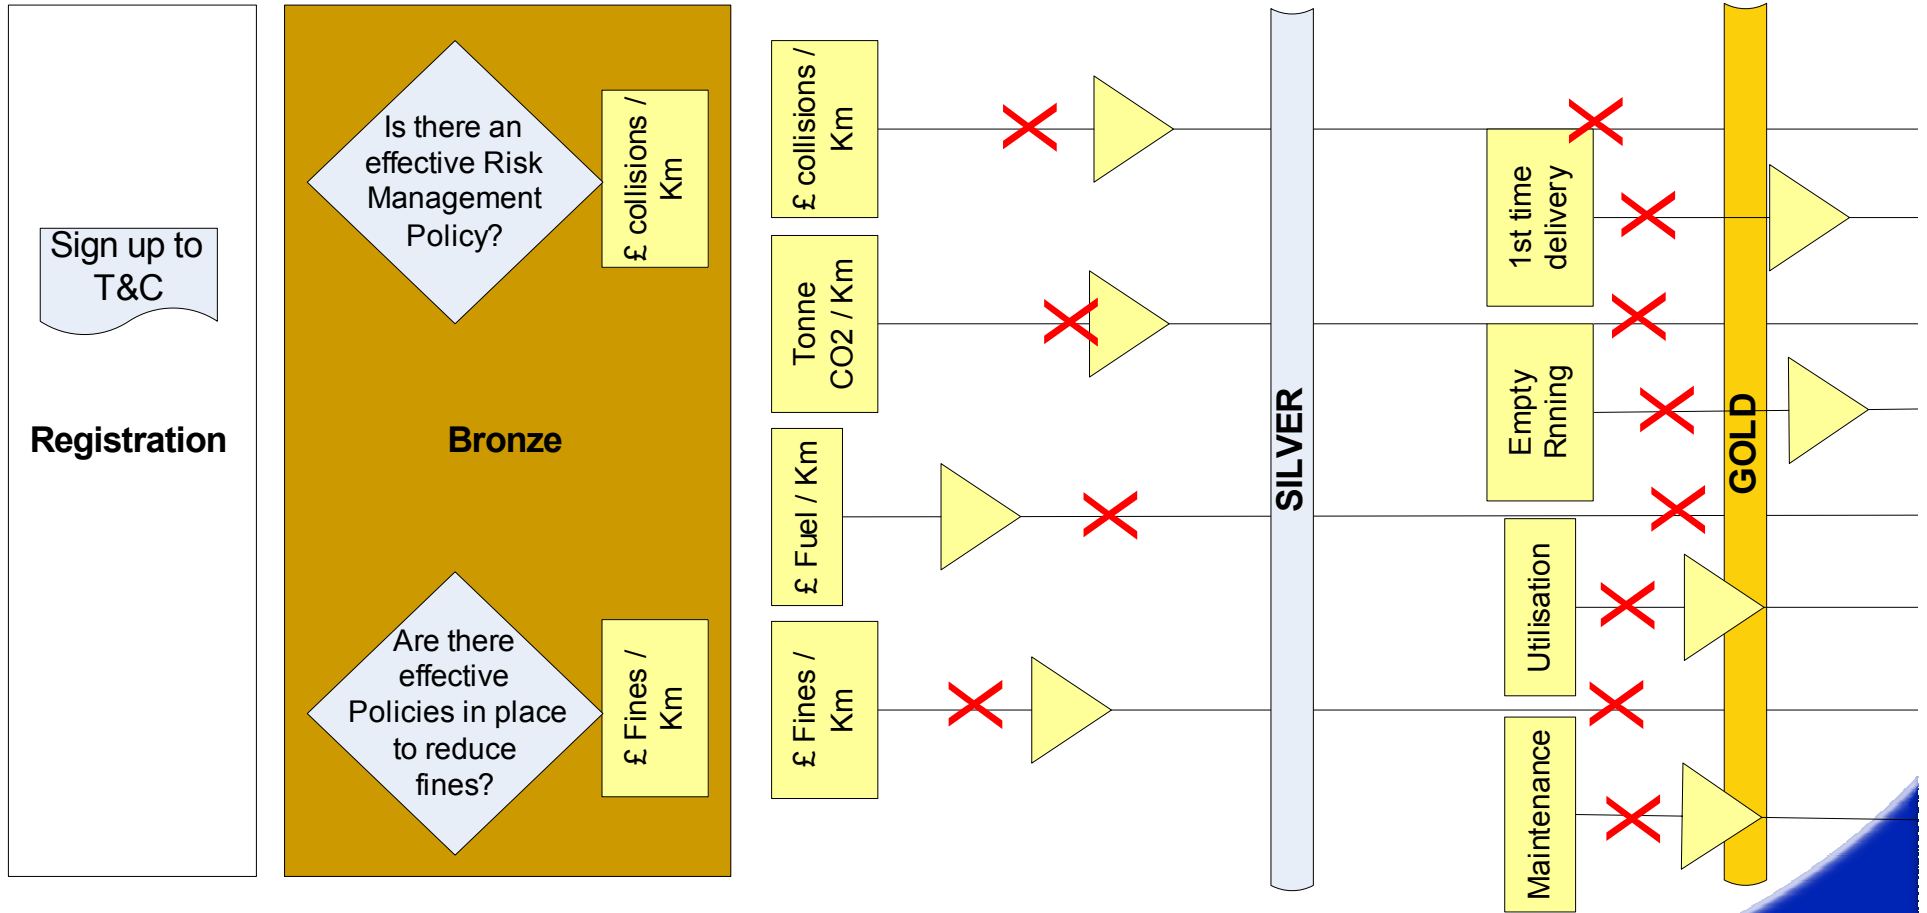 Sign up to
T&C
Registration
Is there an
effective Risk
Management
Policy?
£ collisions /
Km
Bronze
Are there
effective
Policies in place
to reduce
fines?
£ Fines /
Km
£ collisions /
Km
Tonne
CO2 / Km
£ Fuel / Km
£ Fines /
Km
SILVER
1st time
delivery
Empty
Rnning
Utilisation
Maintenance
GOLD